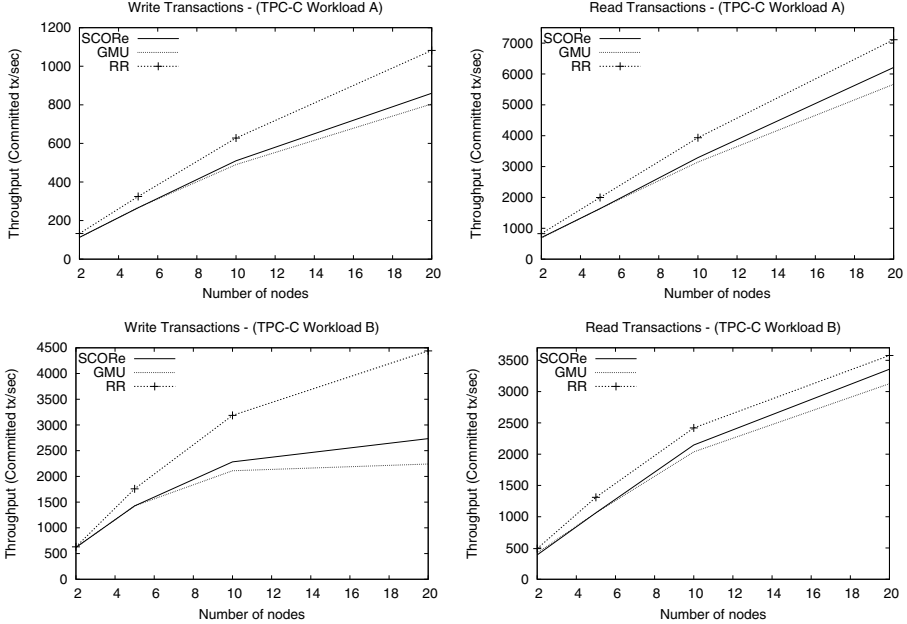 Write Transactions - (TPC-C Workload A)
1200
1000
800
600
400
200
0
SCORe
GMU
RR
Throughput (Committed tx/sec)
2 4 6 8 10 12 14 16 18 20
Number of nodes
Read Transactions - (TPC-C Workload A)
7000
6000
5000
4000
3000
2000
1000
0
SCORe
GMU
RR
Throughput (Committed tx/sec)
2 4 6 8 10 12 14 16 18 20
Number of nodes
Write Transactions - (TPC-C Workload B)
4500
4000
3500
3000
2500
2000
1500
1000
500
0
SCORe
GMU
RR
Throughput (Committed tx/sec)
2 4 6 8 10 12 14 16 18 20
Number of nodes
Read Transactions - (TPC-C Workload B)
3500
3000
2500
2000
1500
1000
500
0
SCORe
GMU
RR
Throughput (Committed tx/sec)
2 4 6 8 10 12 14 16 18 20
Number of nodes